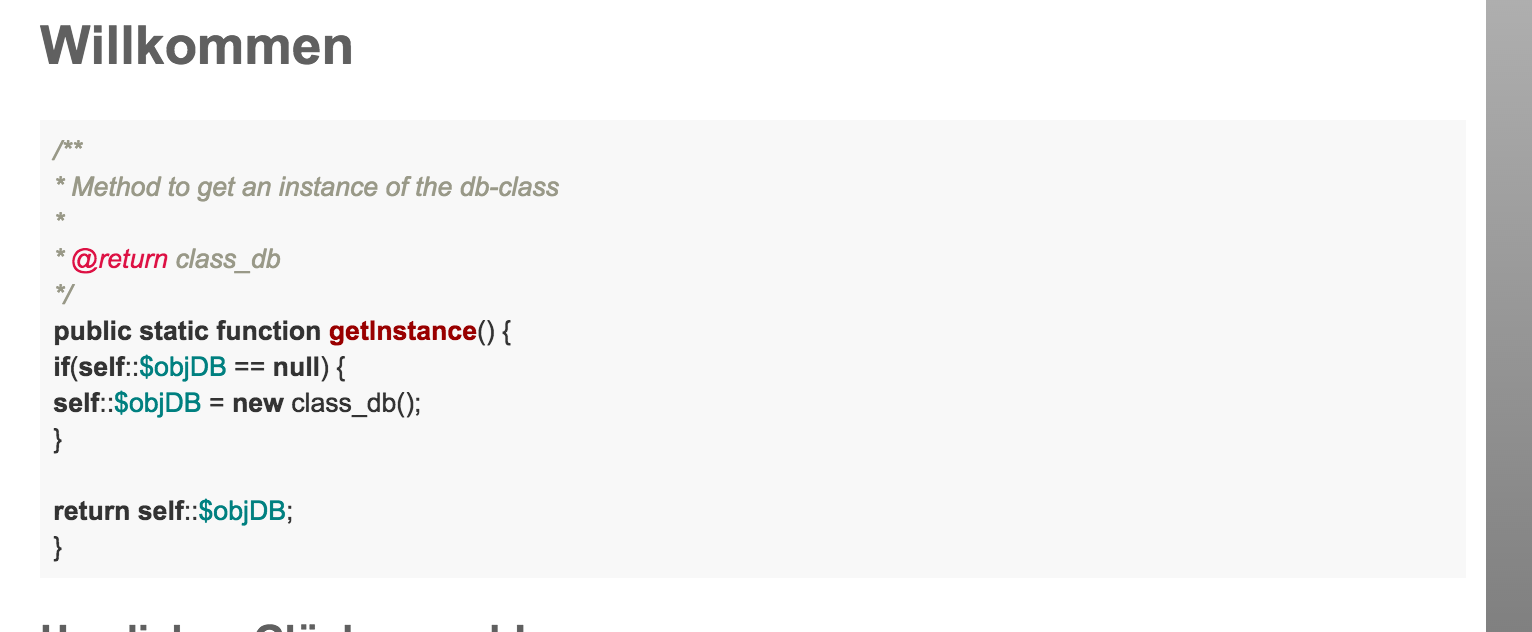 Willkommen
/**
* Method to get an instance of the db-class
*
* @return class_db
*/
public static function getInstance() {
if(self::$objDB == null) {
self::$objDB = new class_db();
}
return self::$objDB;
}